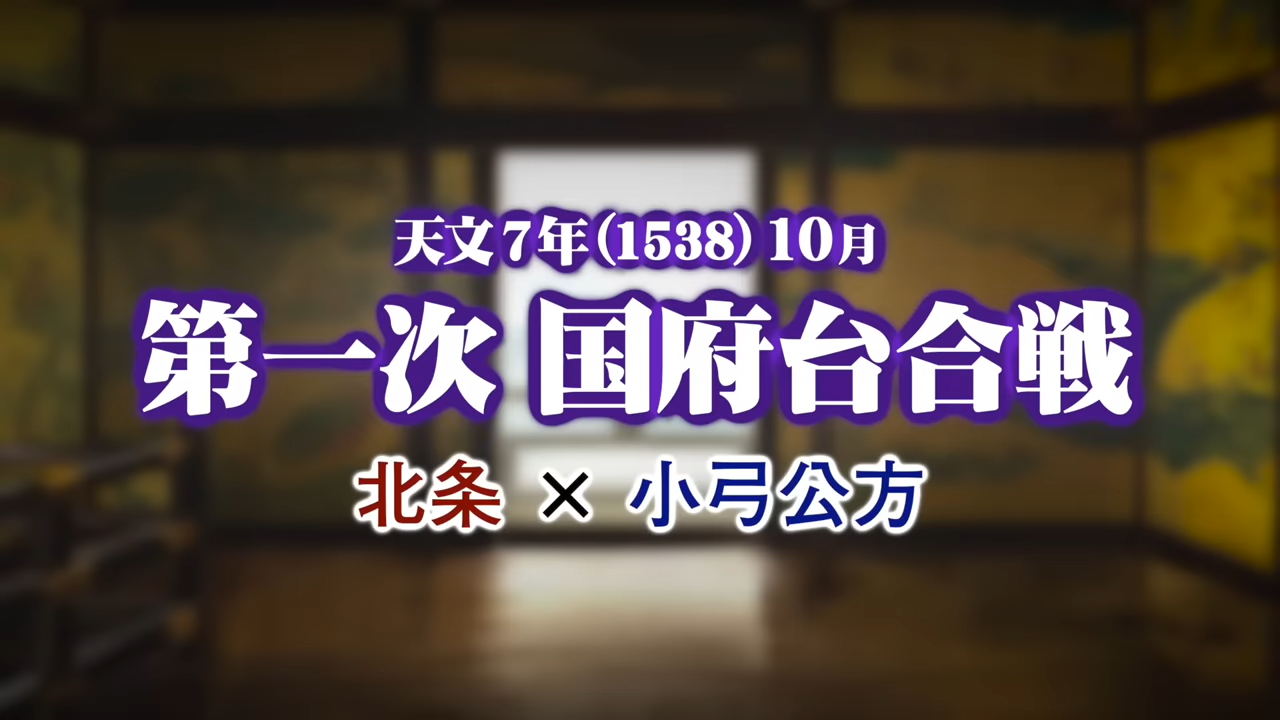 天文7年(1538) 10月
第一次 国府台合戦
北条 × 小弓公方